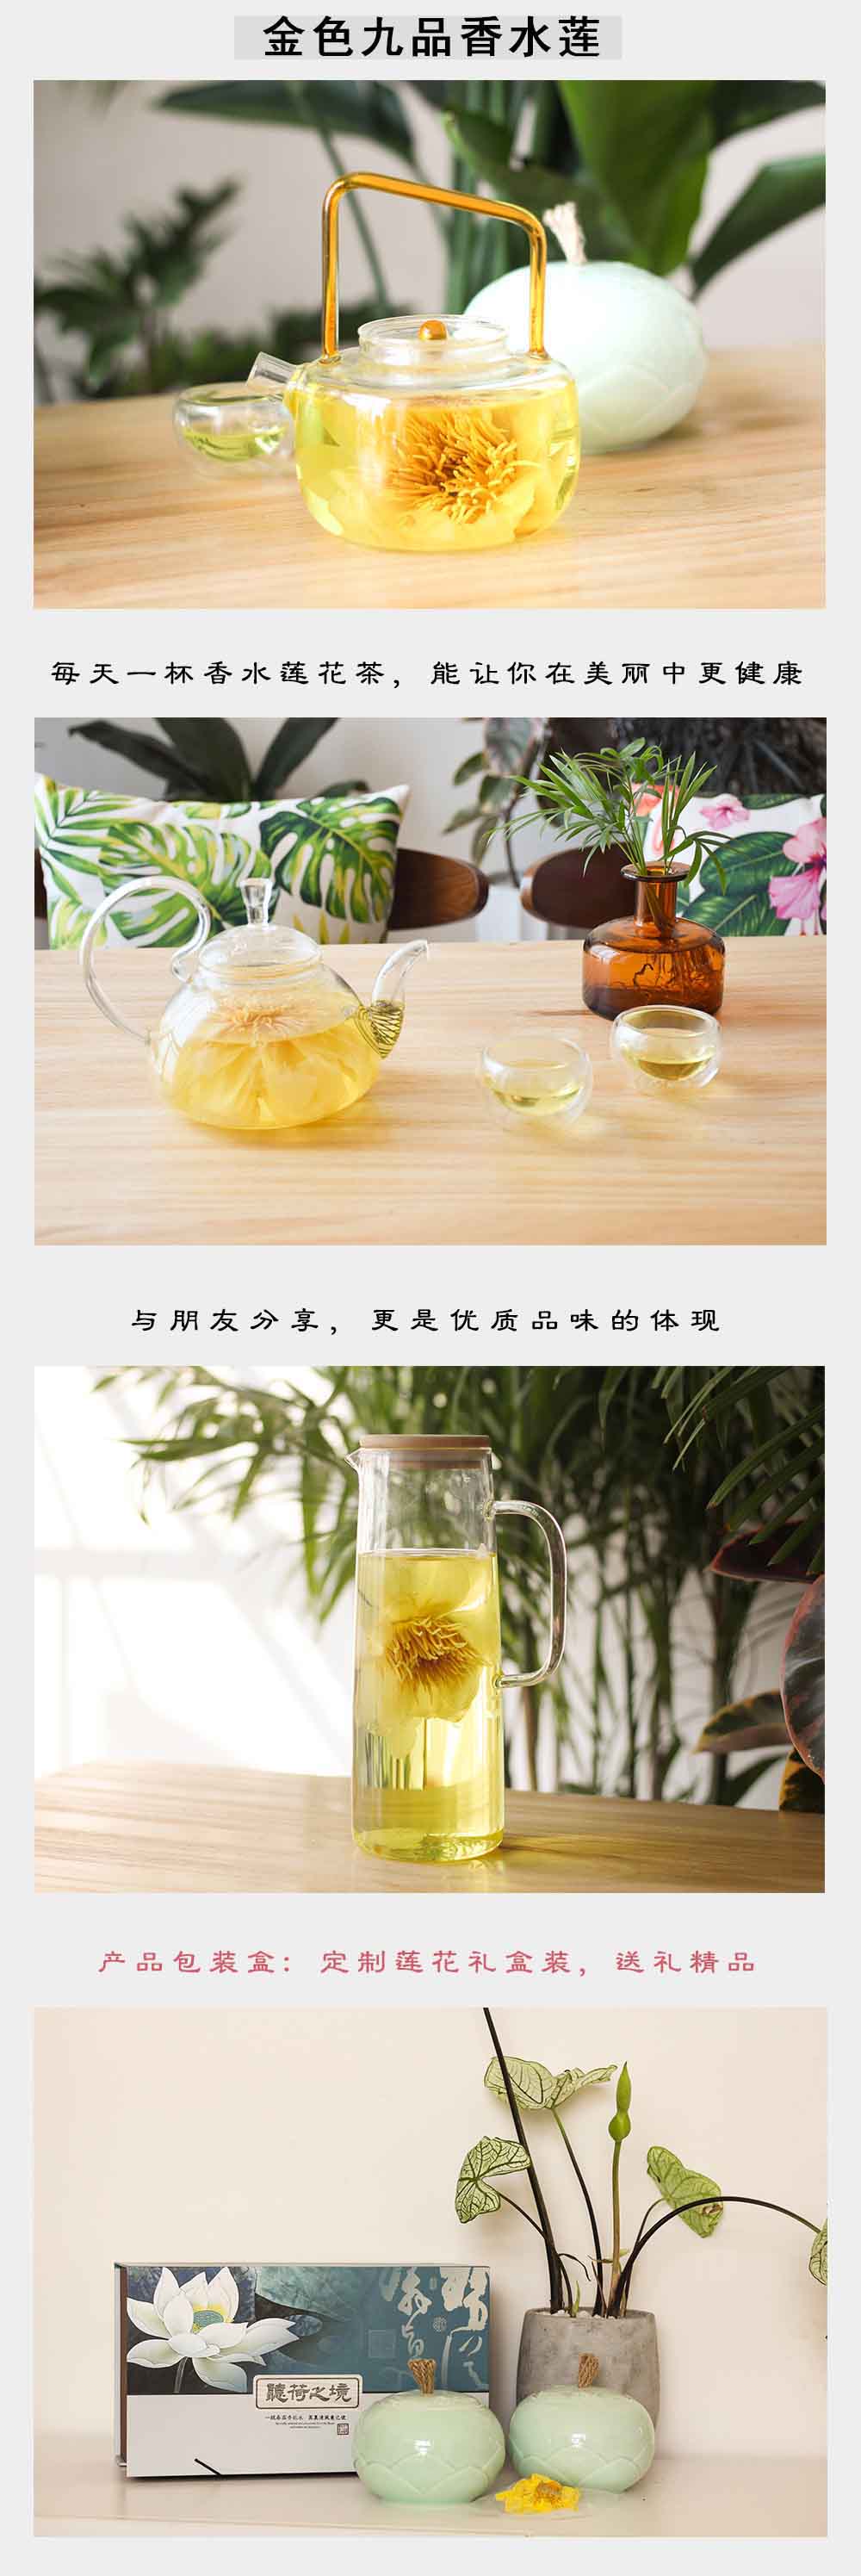 金色九品香水莲
每天一杯香水莲花茶，能让你在美丽中更健康
与朋友分享，更是优质品味的体现
产品包装盒：定制莲花礼盒装，送礼精品
聽荷之境